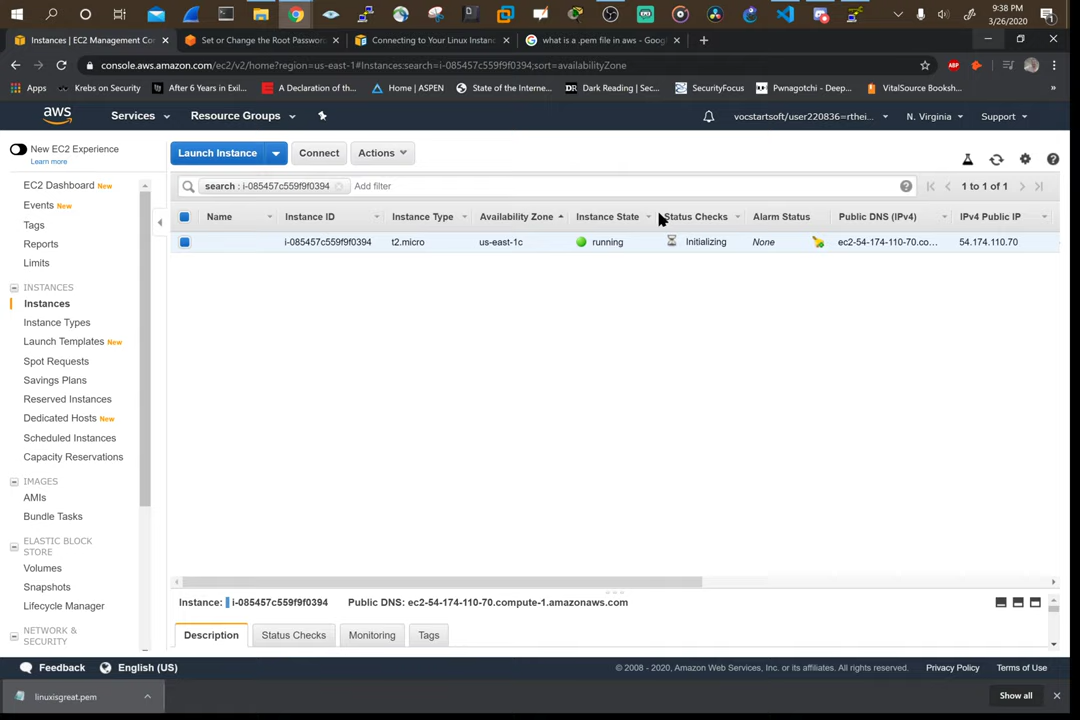 9:38 PM
3/26/2020
Instances | EC2 Management Co
Set or Change the Root Passwor
Connecting to Your Linux Instanc
what is a .pem file in aws - Goog
console.aws.amazon.com/ec2/v2/home?region=us-east-1#Instances:search=i-085457c559f9f0394;sort=availabilityZone
Apps Krebs on Security After 6 Years in Exil... A Declaration of th... Home | ASPEN State of the Interne... Dark Reading | Sec... SecurityFocus Pwnagotchi - Deep... VitalSource Booksh...
aws Services Resource Groups vocstartsoft/user220836=rthei... N. Virginia Support
New EC2 Experience
Learn more
EC2 Dashboard New
Events New
Tags
Reports
Limits
INSTANCES
Instances
Instance Types
Launch Templates New
Spot Requests
Savings Plans
Reserved Instances
Dedicated Hosts New
Scheduled Instances
Capacity Reservations
IMAGES
AMIs
Bundle Tasks
ELASTIC BLOCK
STORE
Volumes
Snapshots
Lifecycle Manager
NETWORK &
SECURITY
Launch Instance Connect Actions
search : i-085457c559f9f0394 Add filter 1 to 1 of 1
Name Instance ID Instance Type Availability Zone Instance State Status Checks Alarm Status Public DNS (IPv4) IPv4 Public IP
i-085457c559f9f0394 t2.micro us-east-1c running Initializing None ec2-54-174-110-70.co... 54.174.110.70
Instance: i-085457c559f9f0394 Public DNS: ec2-54-174-110-70.compute-1.amazonaws.com
Description Status Checks Monitoring Tags
Feedback English (US) © 2008 - 2020, Amazon Web Services, Inc. or its affiliates. All rights reserved. Privacy Policy Terms of Use
linuxisgreat.pem Show all